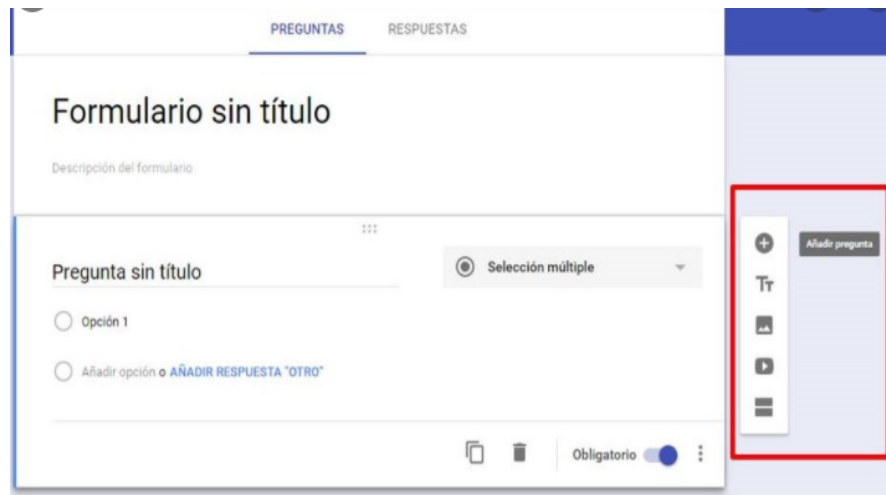 PREGUNTAS RESPUESTAS
Formulario sin título
Descripción del formulario
Pregunta sin título
Selección múltiple
Opción 1
Añadir opción o AÑADIR RESPUESTA "OTRO"
Obligatorio
Añadir pregunta
Tт